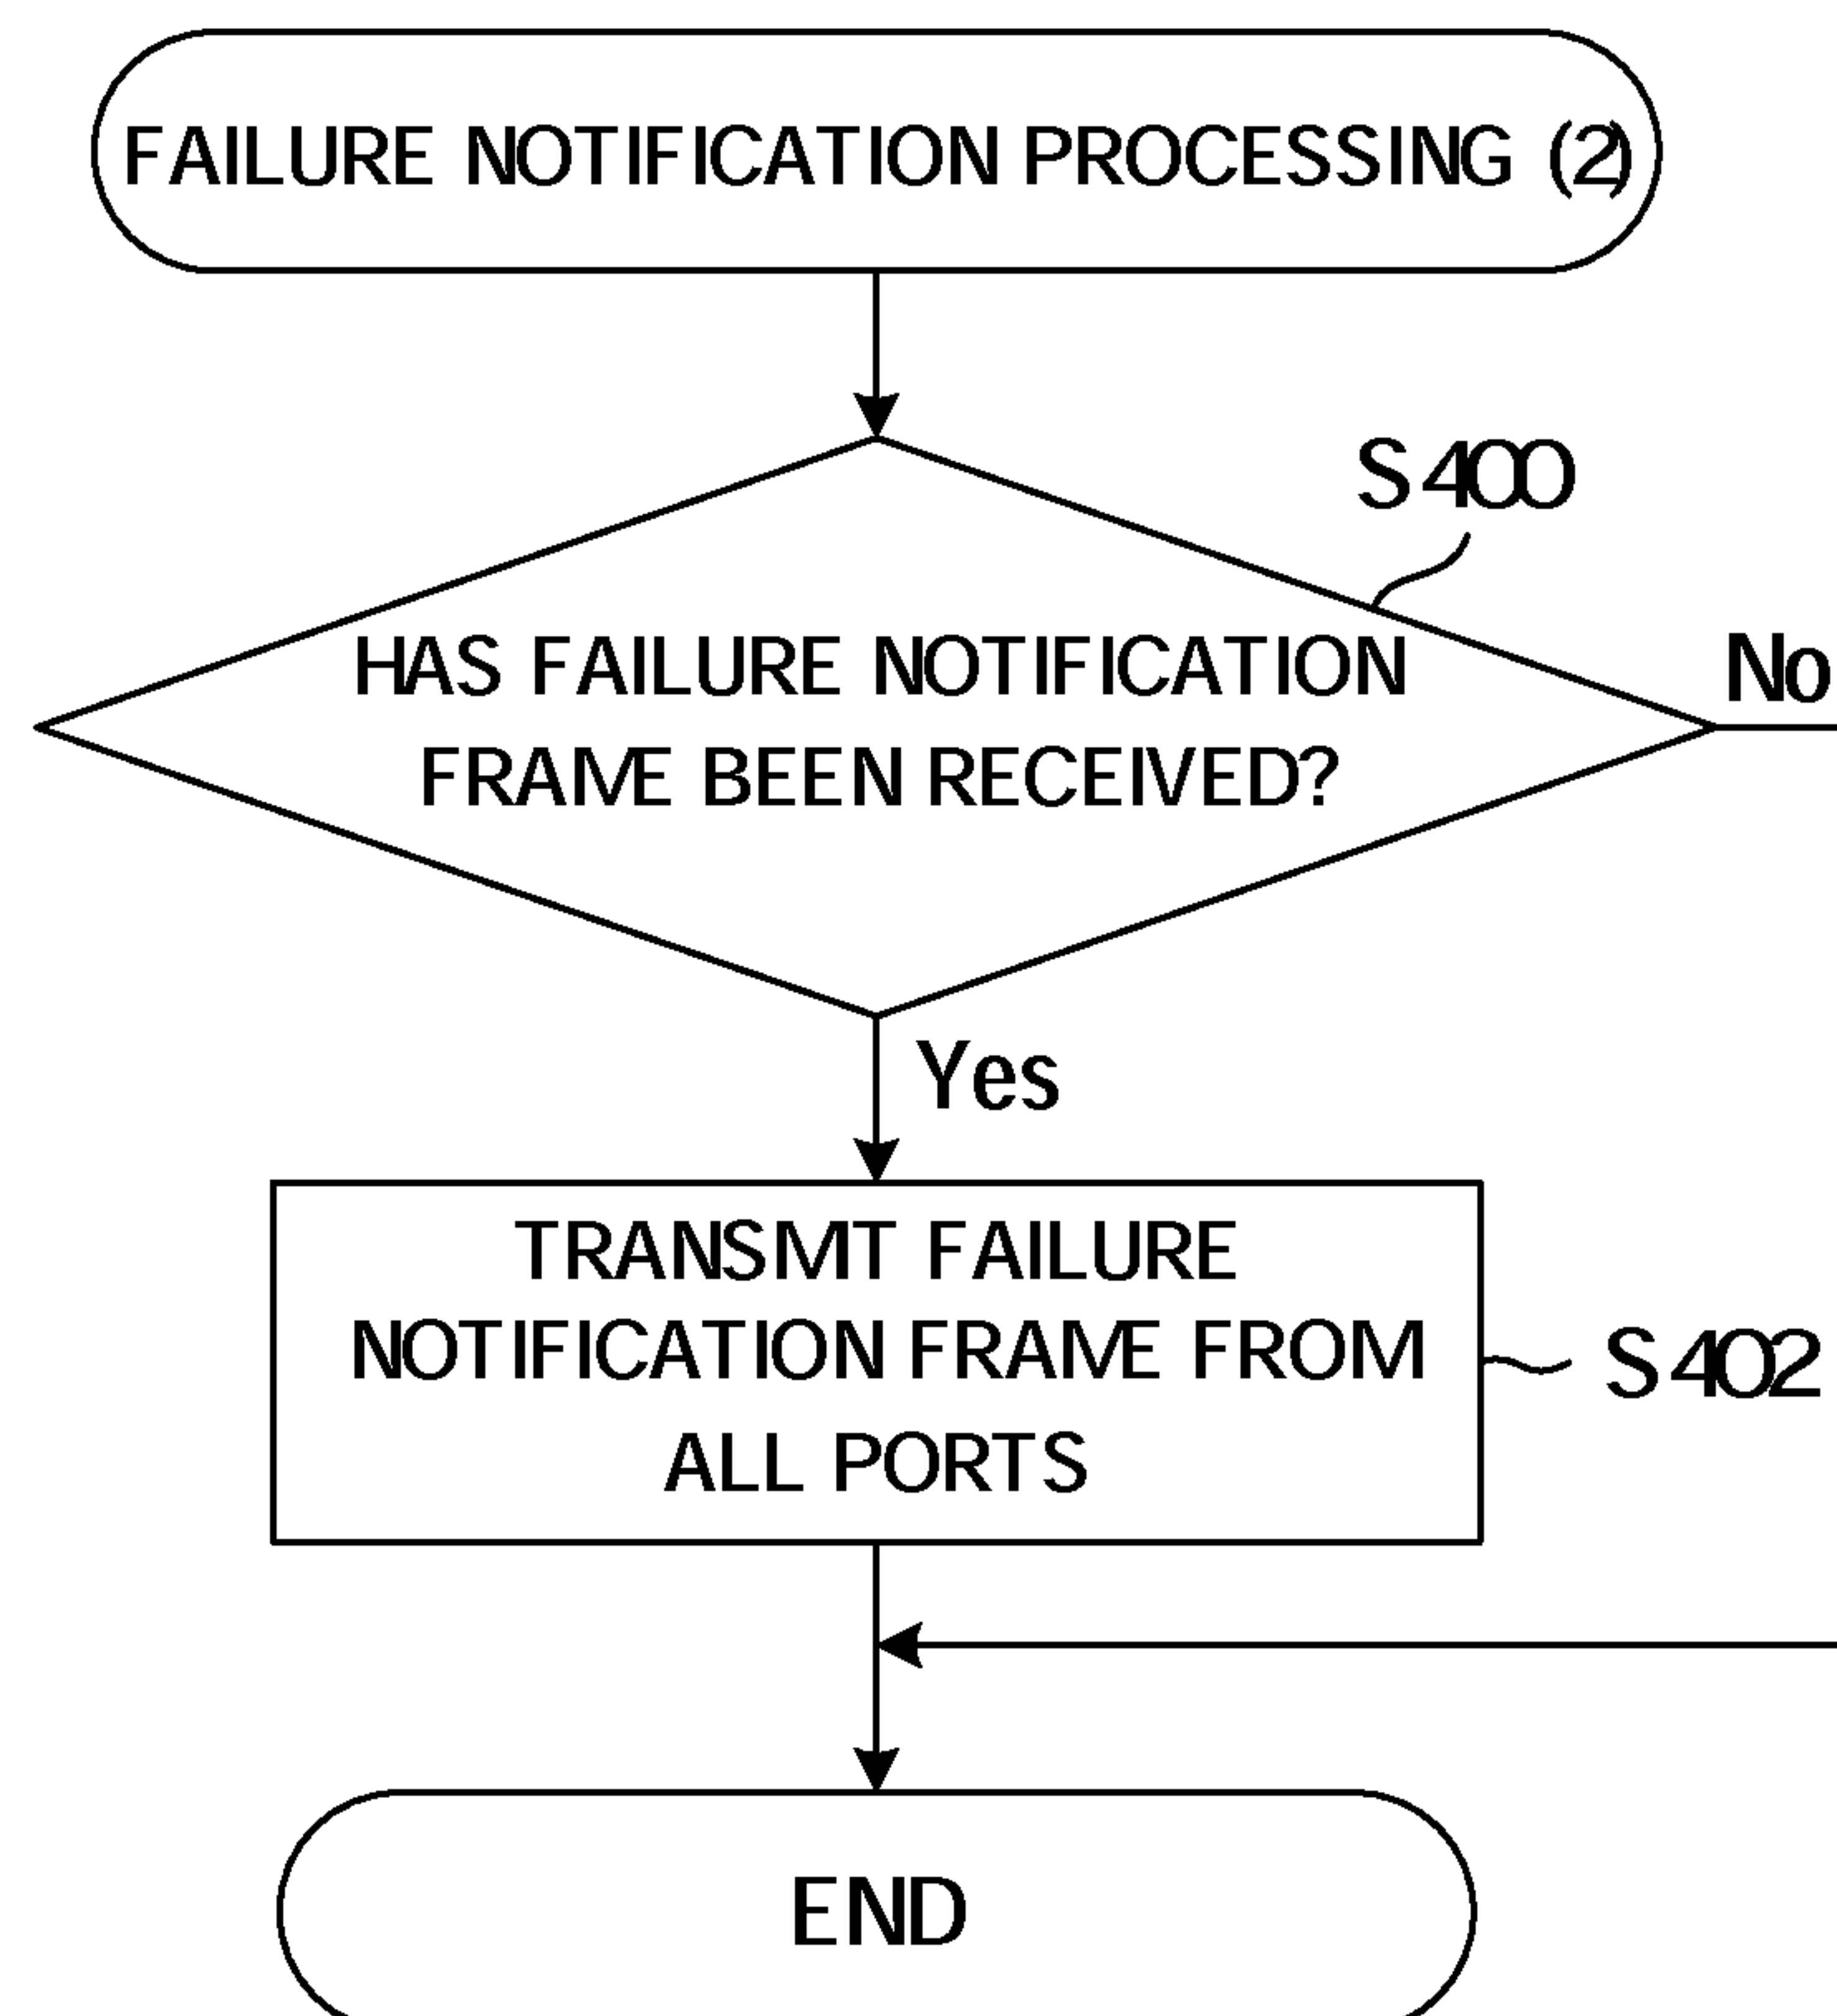 FAILURE NOTIFICATION PROCESSING (2)
S400
HAS FAILURE NOTIFICATION
No
FRAME BEEN RECEIVED?
Yes
TRANSMIT FAILURE
NOTIFICATION FRAME FROM
S402
ALL PORTS
END